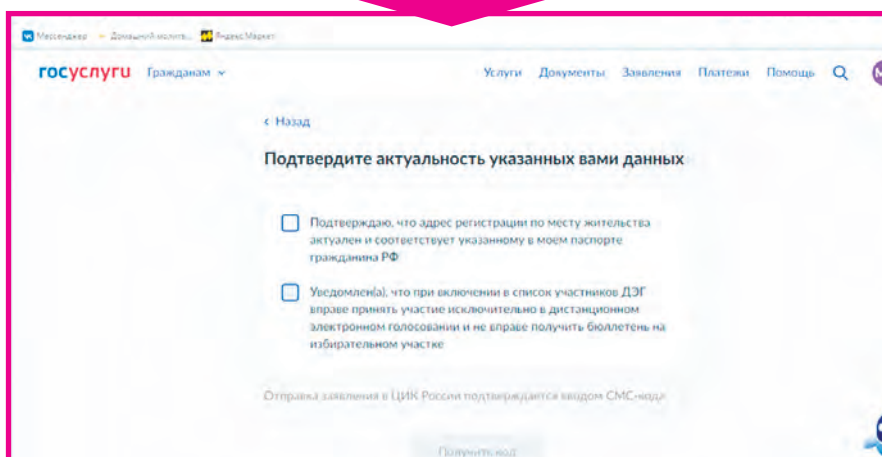 Мессенджер Домашний молитв... Яндекс Маркет
госуслуги Гражданам Услуги Документы Заявления Платежи Помощь
Назад
Подтвердите актуальность указанных вами данных
Подтверждаю, что адрес регистрации по месту жительства
актуален и соответствует указанному в моем паспорте
гражданина РФ
Уведомлен(а), что при включении в список участников ДЭГ
вправе принять участие исключительно в дистанционном
электронном голосовании и не вправе получить бюллетень на
избирательном участке
Отправка заявления в ЦИК России подтверждается вводом СМС-кода
Получить код